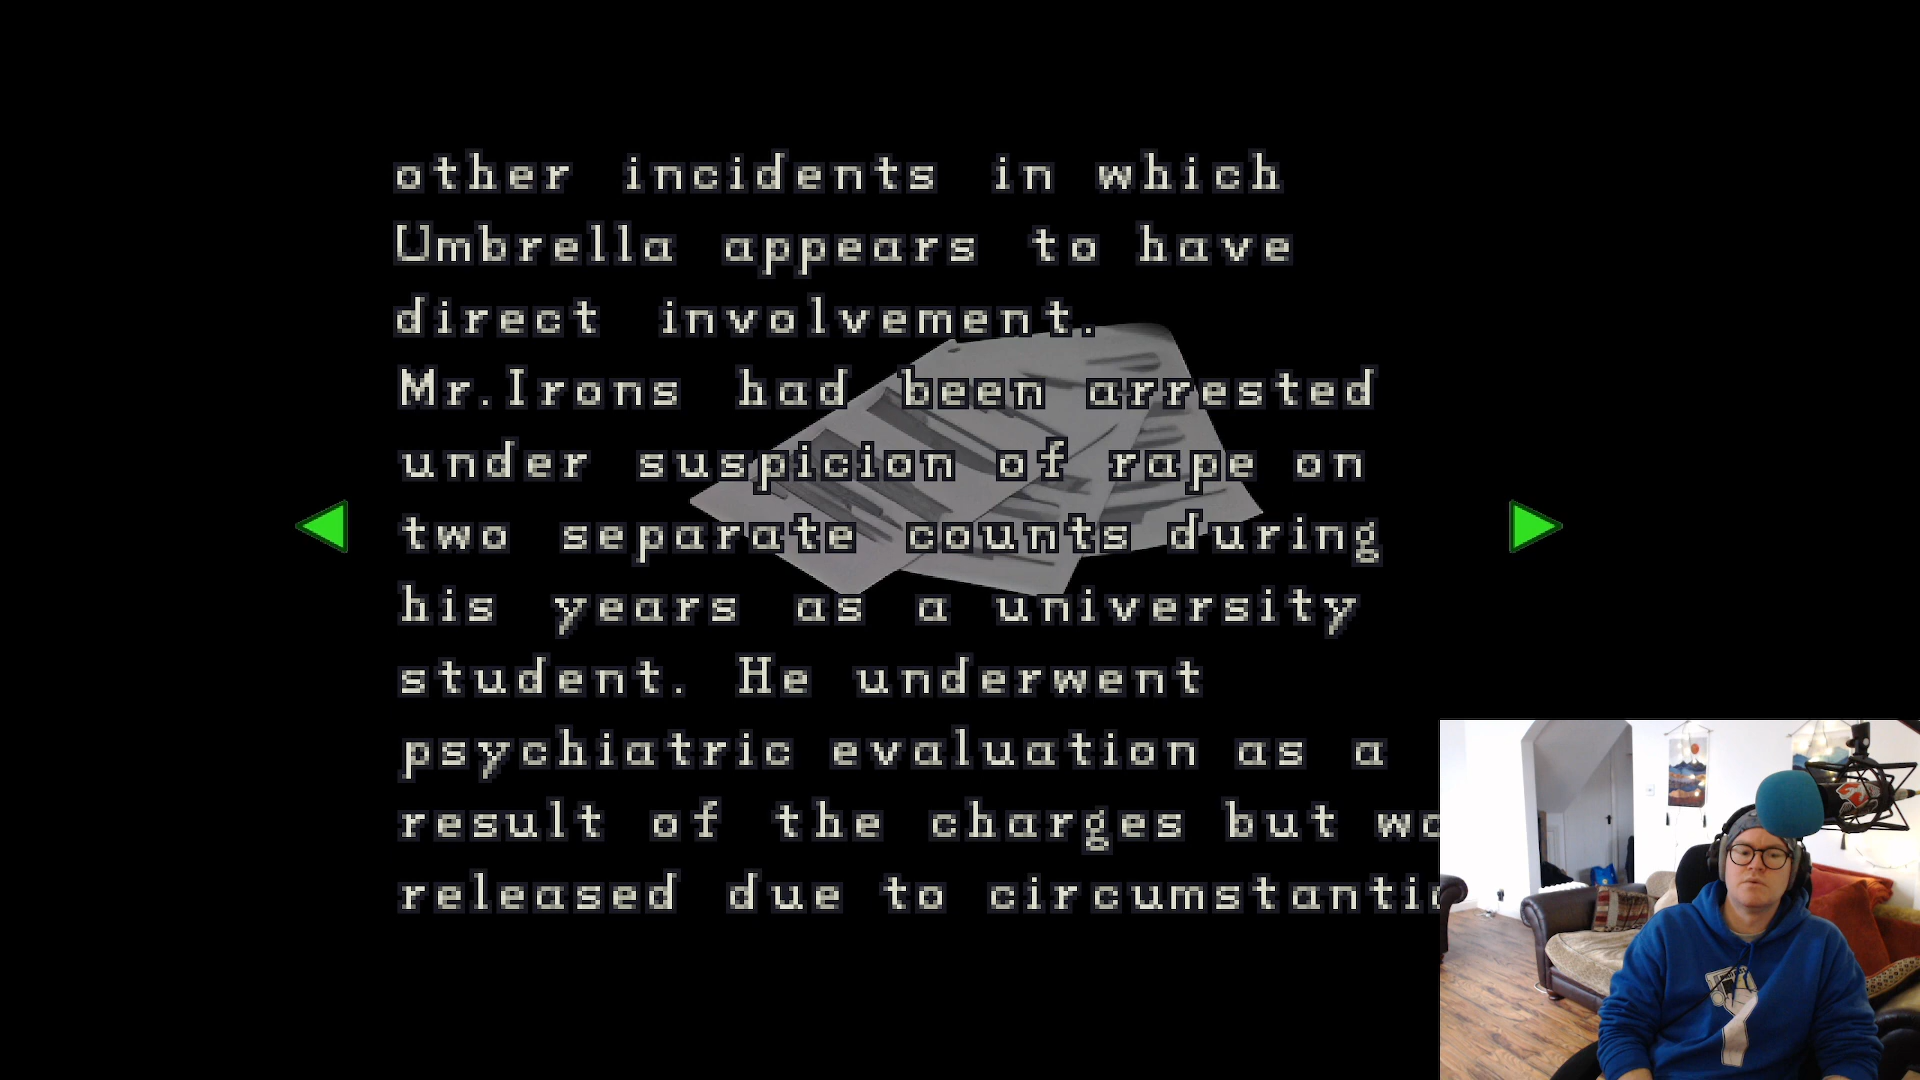 other incidents in which
Umbrella appears to have
direct involvement.
Mr.Irons had been arrested
under suspicion of rape on
two separate counts during
his years as a university
student. He underwent
psychiatric evaluation as a
result of the charges but
released due to